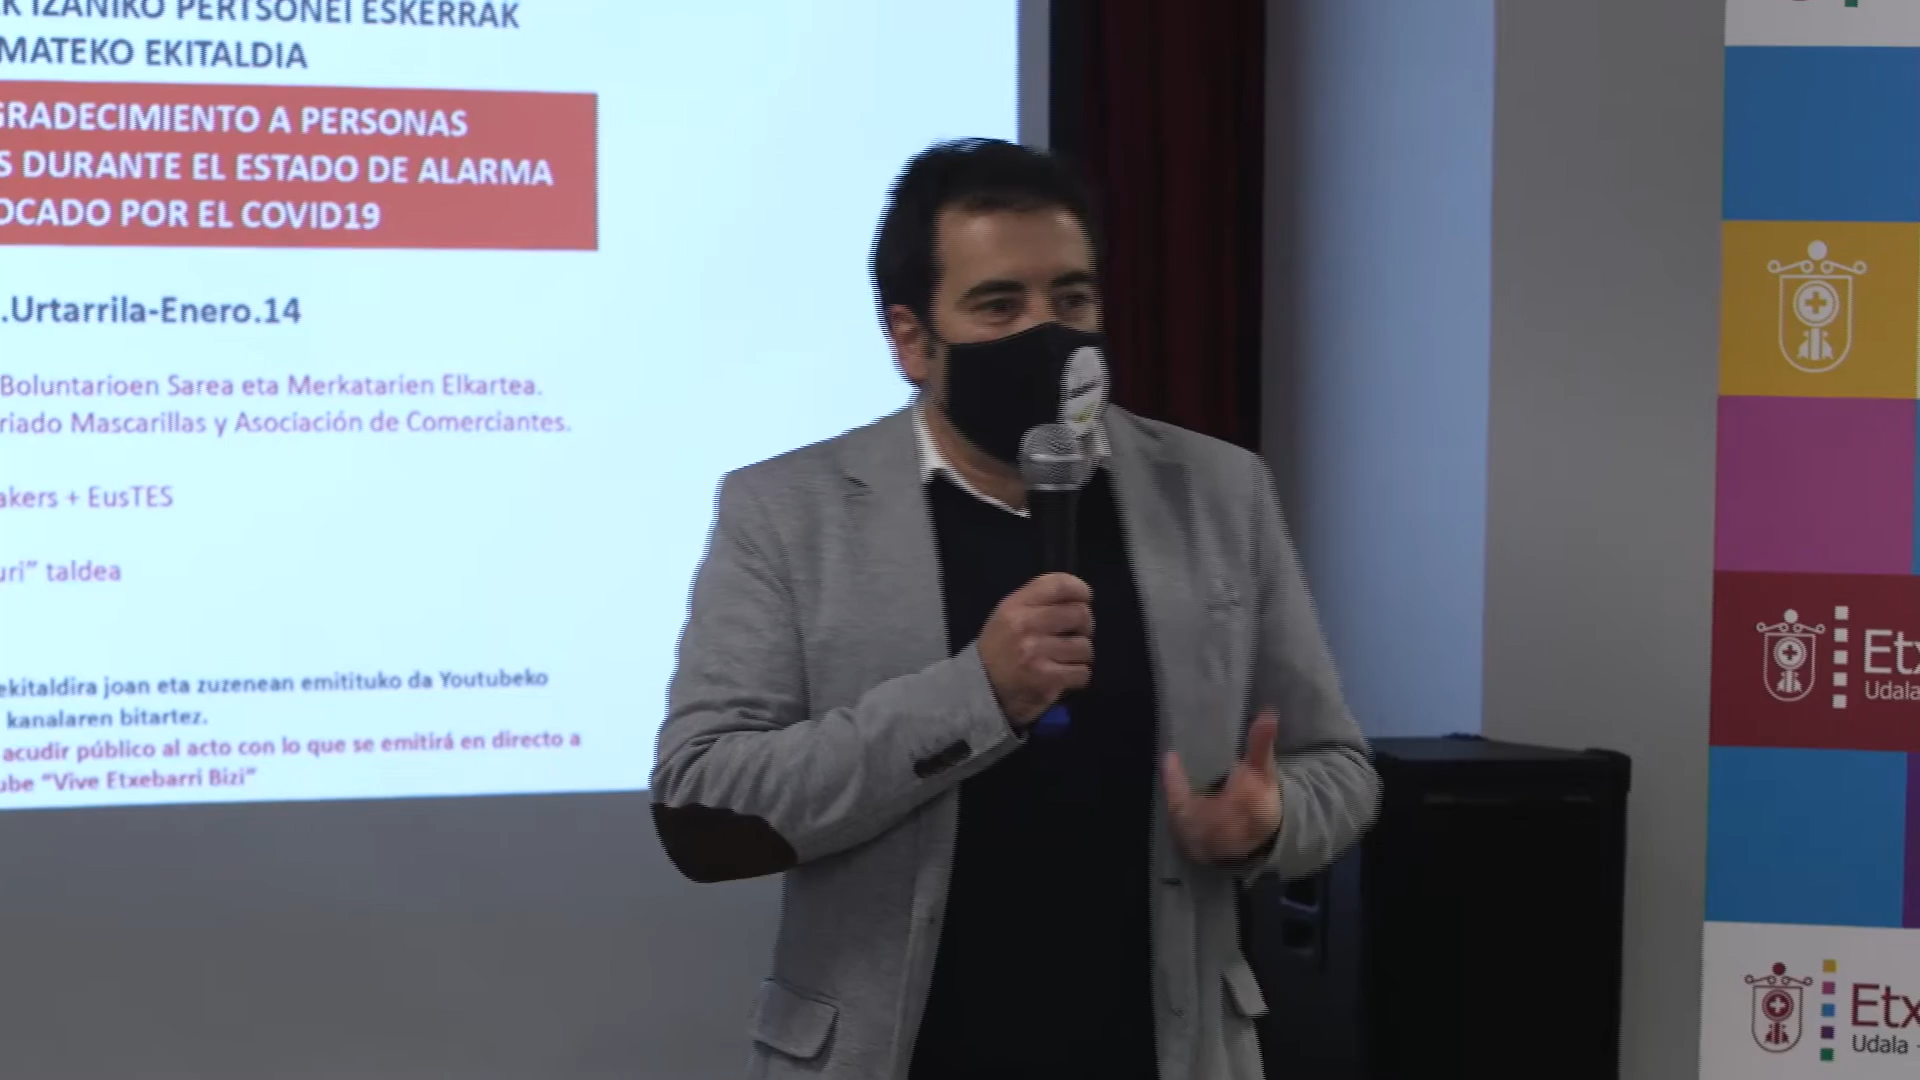 IZANIKO PERTSONEI ESKERRAK
MATEKO EKITALDIA
GRADECIMIENTO A PERSONAS
S DURANTE EL ESTADO DE ALARMA
OCADO POR EL COVID19
.Urtarrila-Enero.14
Boluntarioen Sarea eta Merkatarien Elkartea.
riado Mascarillas y Asociación de Comerciantes.
akers + EusTES
uri” taldea
ekitaldira joan eta zuzenean emitituko da Youtubeko
kanalaren bitartez.
acudir público al acto con lo que se emitirá en directo a
ube “Vive Etxebarri Bizi”
Etx
Udala
Etx
Udala -